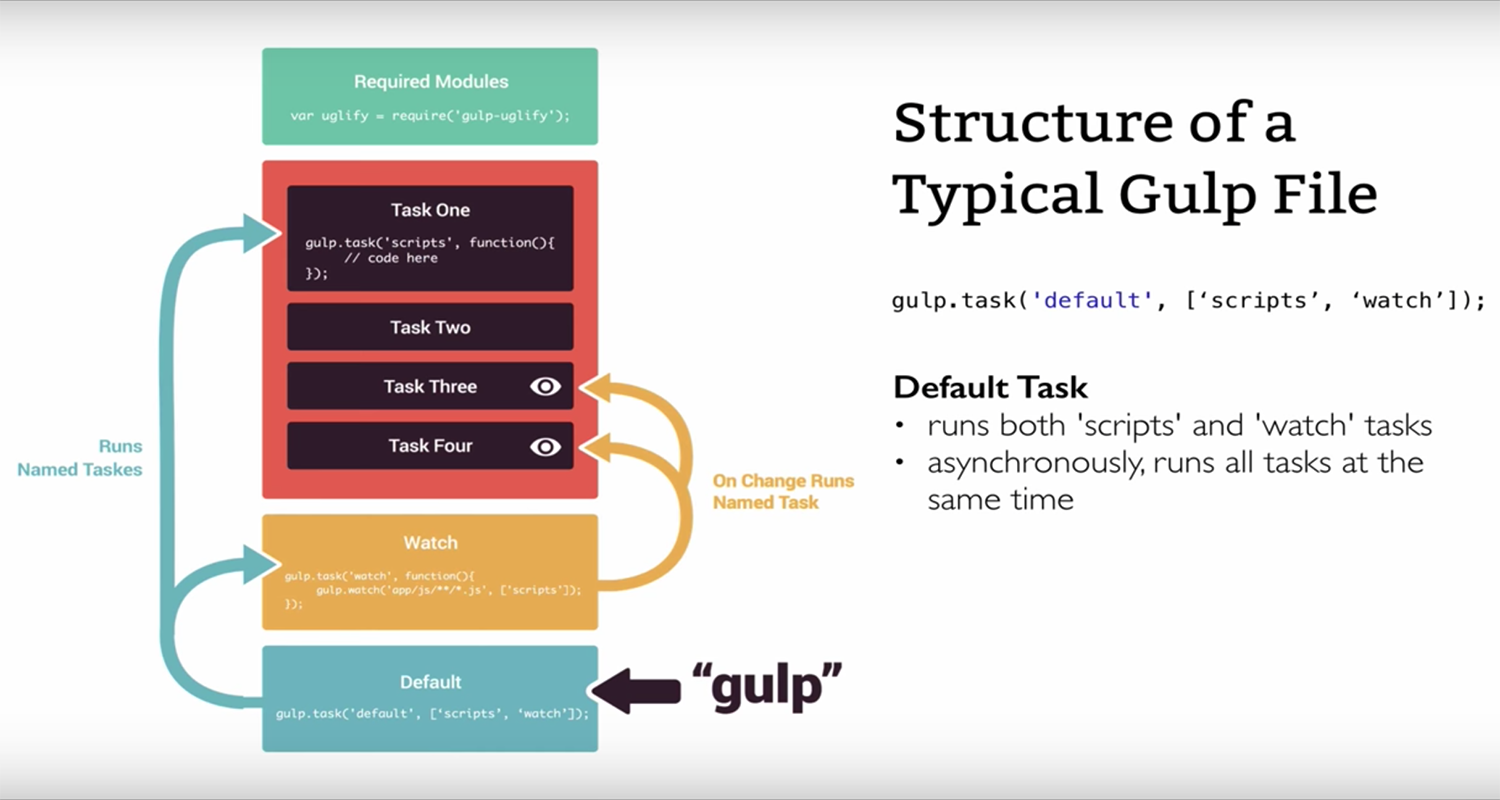 Required Modules
var uglify = require('gulp-uglify');
Task One
gulp.task('scripts', function(){
// code here
});
Task Two
Task Three
Task Four
Runs
Named Taskes
On Change Runs
Named Task
Watch
gulp.task('watch', function(){
gulp.watch('app/js/**/*.js', ['scripts']);
});
Default
gulp.task('default', [‘scripts’, ‘watch’]);
“gulp”
Structure of a
Typical Gulp File
gulp.task('default', [‘scripts’, ‘watch’]);
Default Task
• runs both 'scripts' and 'watch' tasks
• asynchronously, runs all tasks at the
same time